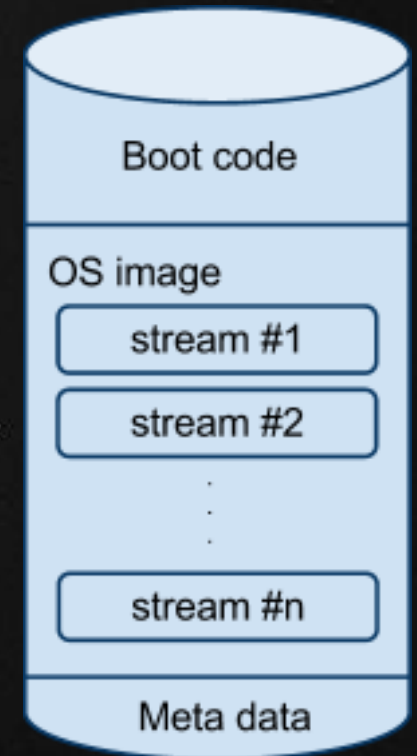 Boot code
OS image
stream #1
stream #2
.
.
.
stream #n
Meta data